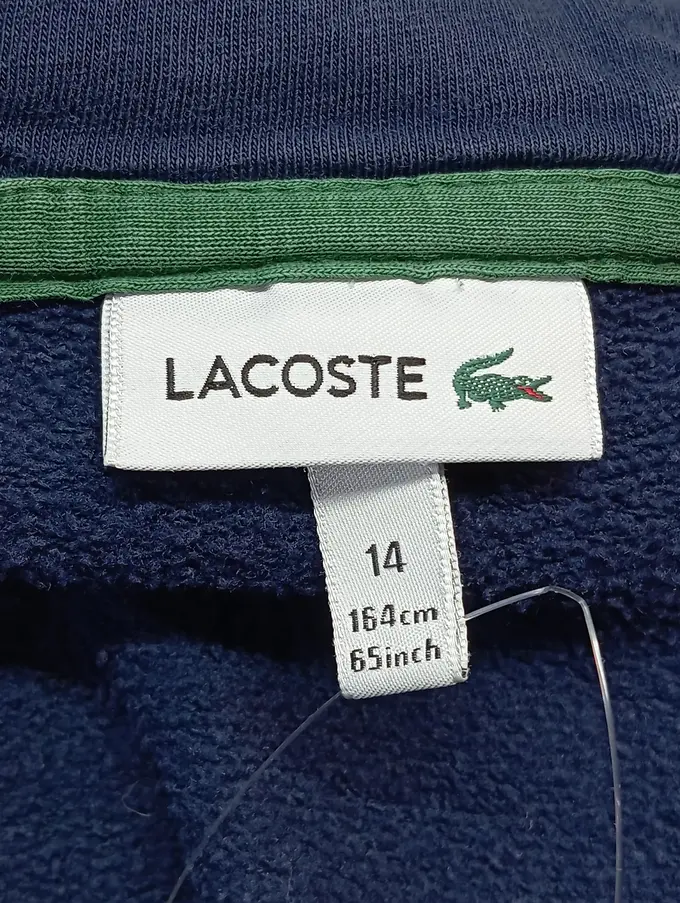 LACOSTE
14
164cm
65inch